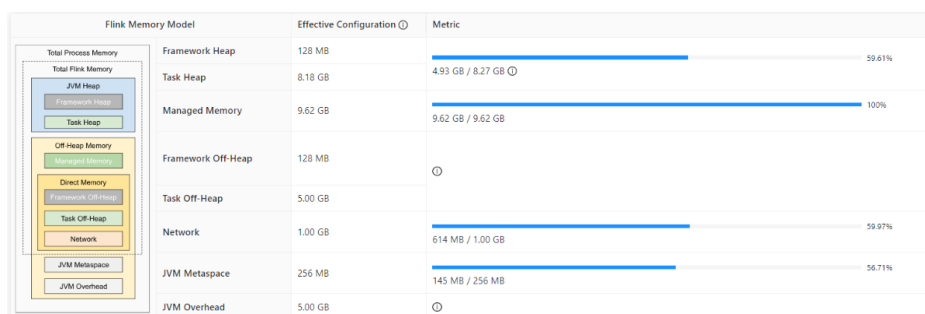 Flink Memory Model Effective Configuration Metric
Total Process Memory
Total Flink Memory
JVM Heap
Framework Heap
Task Heap
Off-Heap Memory
Managed Memory
Direct Memory
Framework Off-Heap
Task Off-Heap
Network
JVM Metaspace
JVM Overhead
Framework Heap 128 MB
59.61%
Task Heap 8.18 GB 4.93 GB / 8.27 GB
Managed Memory 9.62 GB 100%
9.62 GB / 9.62 GB
Framework Off-Heap 128 MB
Task Off-Heap 5.00 GB
Network 1.00 GB 59.97%
614 MB / 1.00 GB
JVM Metaspace 256 MB 56.71%
145 MB / 256 MB
JVM Overhead 5.00 GB